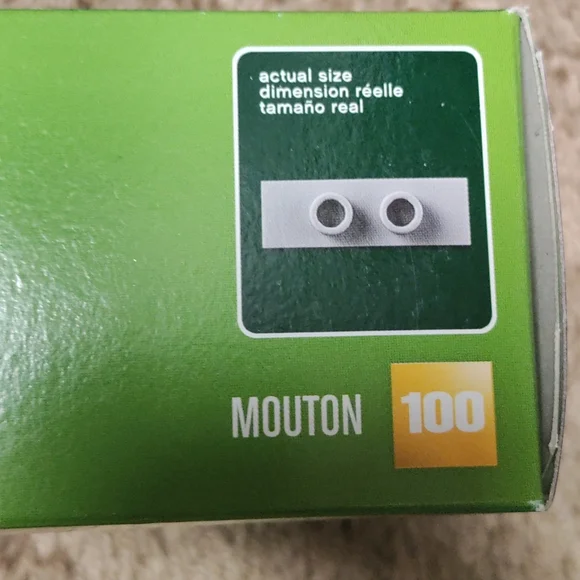 actual size
dimension réelle
tamaño real
MOUTON 100